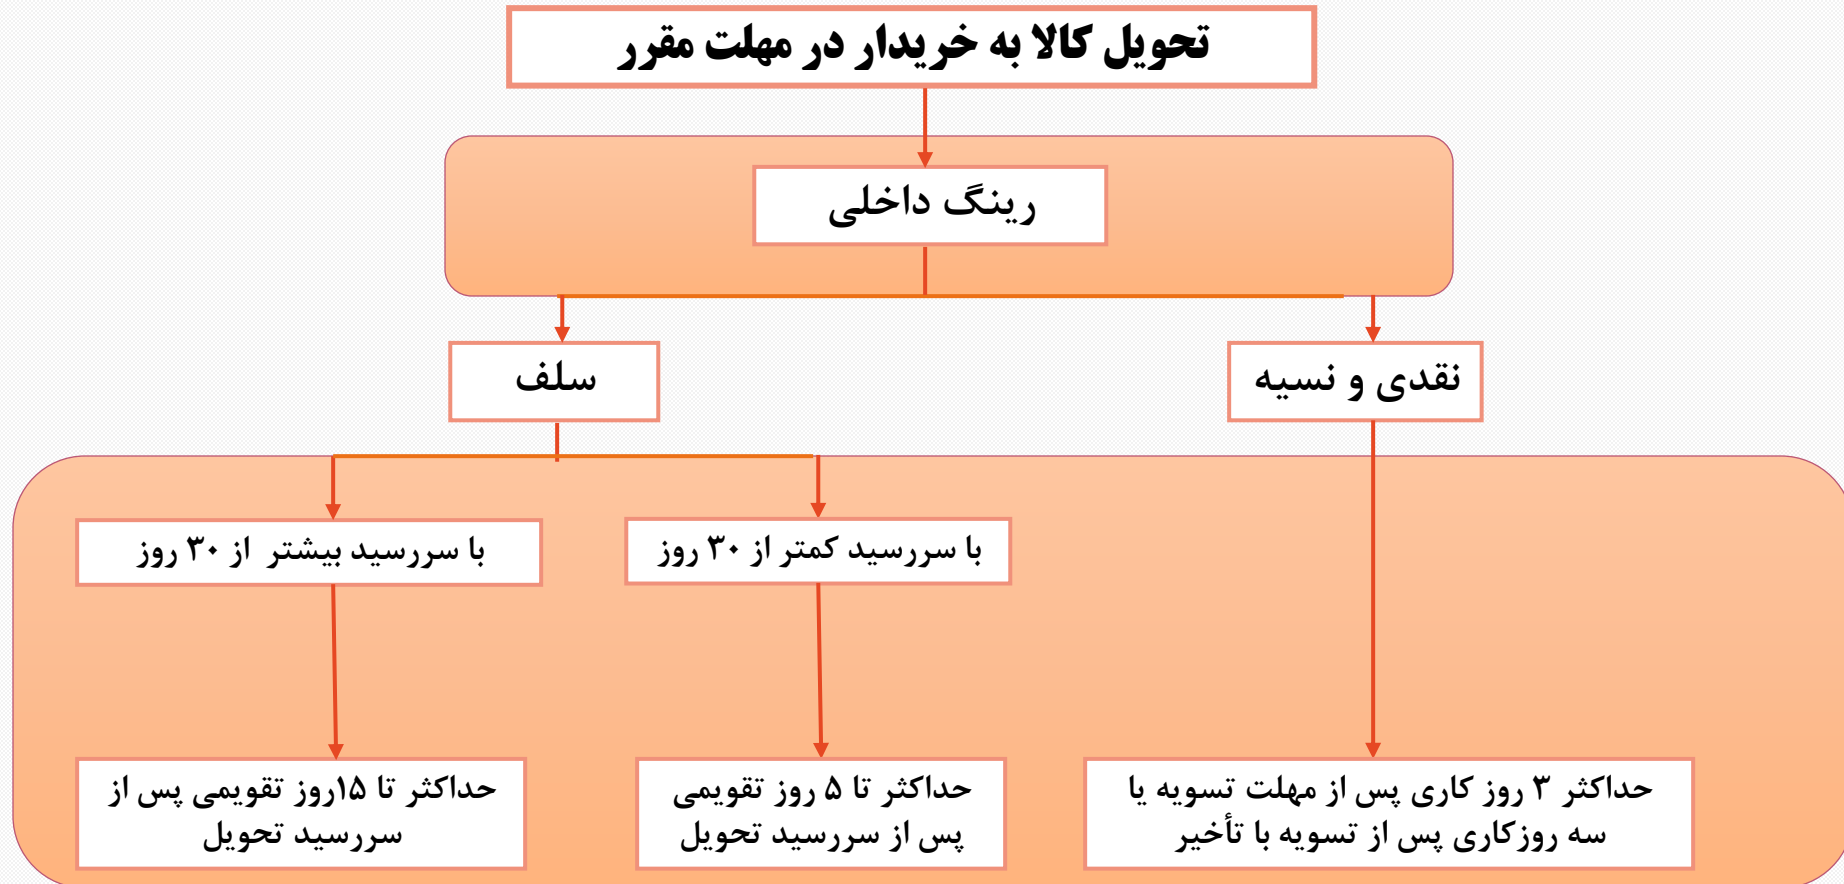 تحویل کالا به خریدار در مهلت مقرر
رینگ داخلی
نقدی و نسیه
سلف
با سررسید کمتر از ۳۰ روز
با سررسید بیشتر از ۳۰ روز
حداکثر ۳ روز کاری پس از مهلت تسویه یا
سه روزکاری پس از تسویه با تأخیر
حداکثر تا ۵ روز تقویمی
پس از سررسید تحویل
حداکثر تا ۱۵روز تقویمی پس از
سررسید تحویل